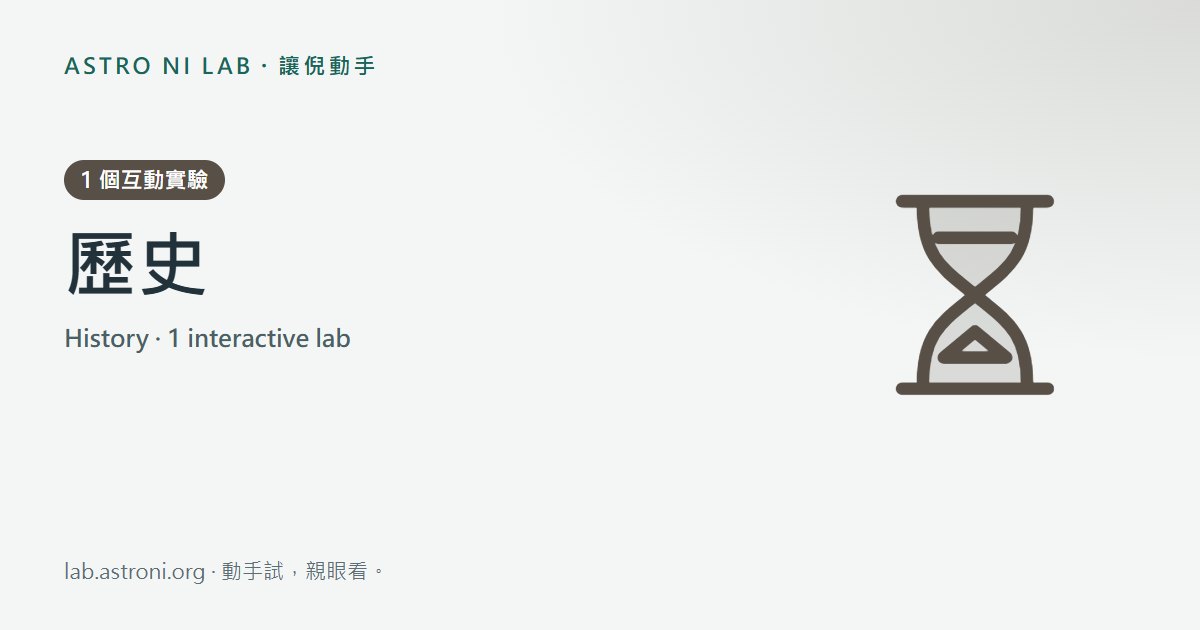 ASTRO NI LAB · 讓倪動手
1 個互動實驗
歷史
History · 1 interactive lab
lab.astroni.org · 動手試，親眼看。